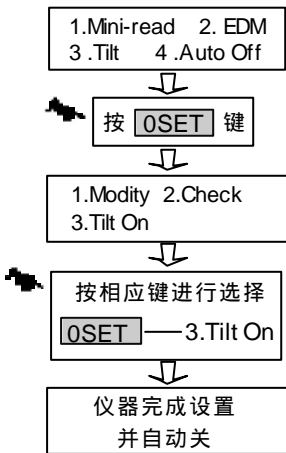 1.Mini-read 2. EDM
3 .Tilt 4 .Auto Off
按 0SET 键
1.Modity 2.Check
3.Tilt On
按相应键进行选择
0SET 3.Tilt On
仪器完成设置
并自动关